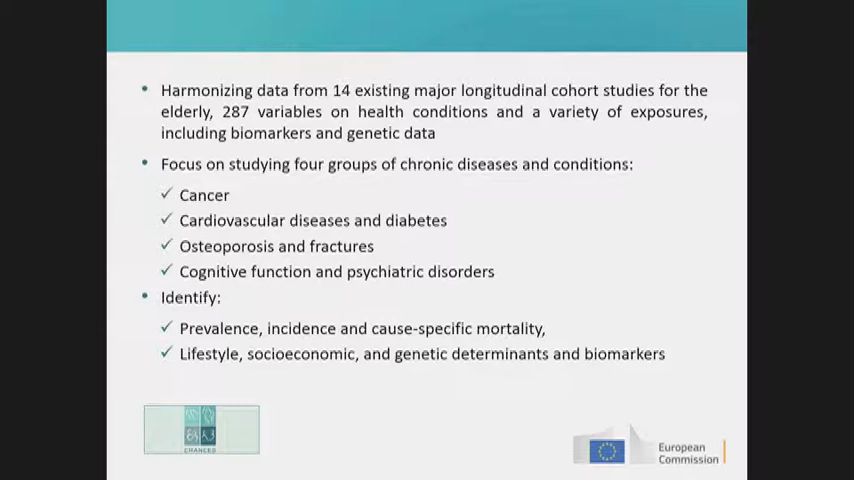 • Harmonizing data from 14 existing major longitudinal cohort studies for the
elderly, 287 variables on health conditions and a variety of exposures,
including biomarkers and genetic data
• Focus on studying four groups of chronic diseases and conditions:
✓ Cancer
✓ Cardiovascular diseases and diabetes
✓ Osteoporosis and fractures
✓ Cognitive function and psychiatric disorders
• Identify:
✓ Prevalence, incidence and cause-specific mortality,
✓ Lifestyle, socioeconomic, and genetic determinants and biomarkers
CHANCES
European
Commission